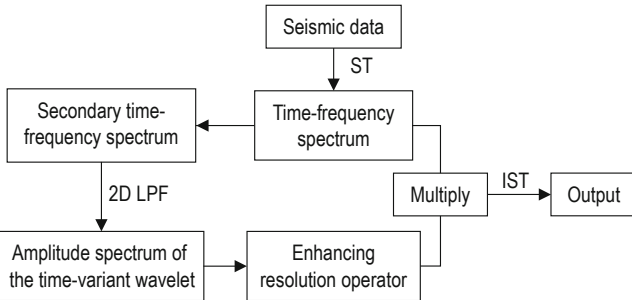 Seismic data
ST
Secondary time-
frequency spectrum
Time-frequency
spectrum
2D LPF
Multiply
IST
Output
Amplitude spectrum of
the time-variant wavelet
Enhancing
resolution operator